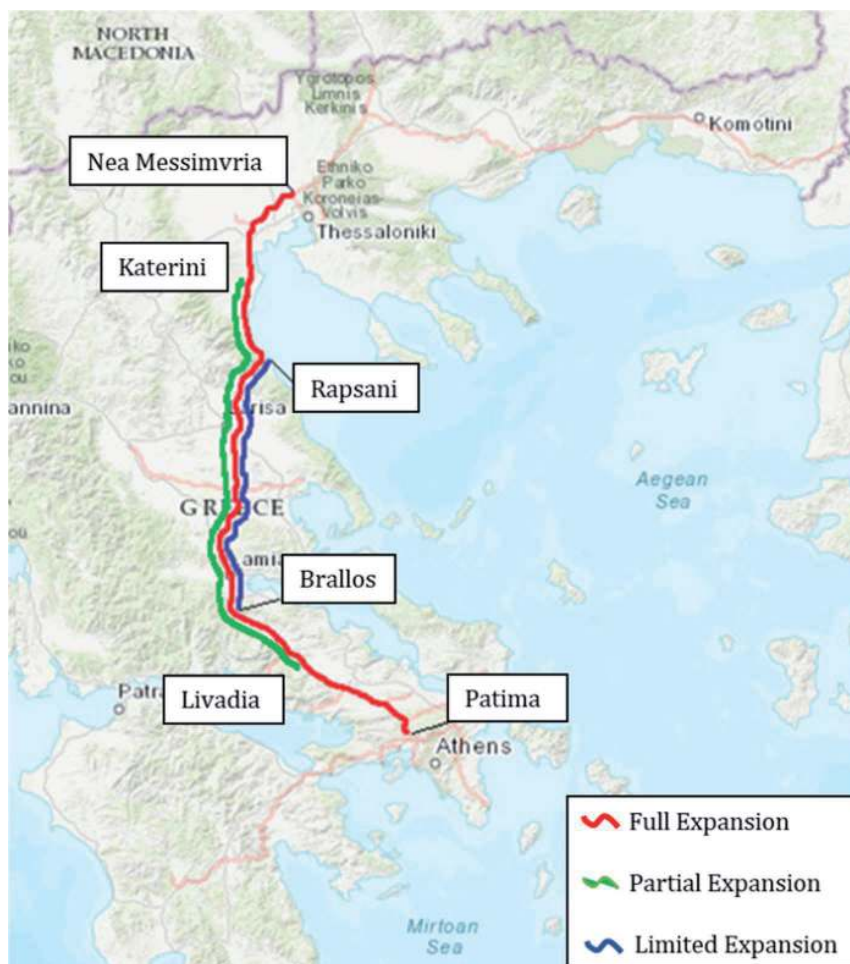 NORTH
MACEDONIA
Ygrotopos
Limnis
Kerkinis
Komotini
Nea Messimvria
Ethniko
Parko
Koroneias-
Volvis
Thessaloniki
Katerini
Rapsani
annina
Aegean
Sea
GREECE
amia
Brallos
Livadia
Patima
Patra
Athens
Full Expansion
Partial Expansion
Limited Expansion
Mirtoan
Sea